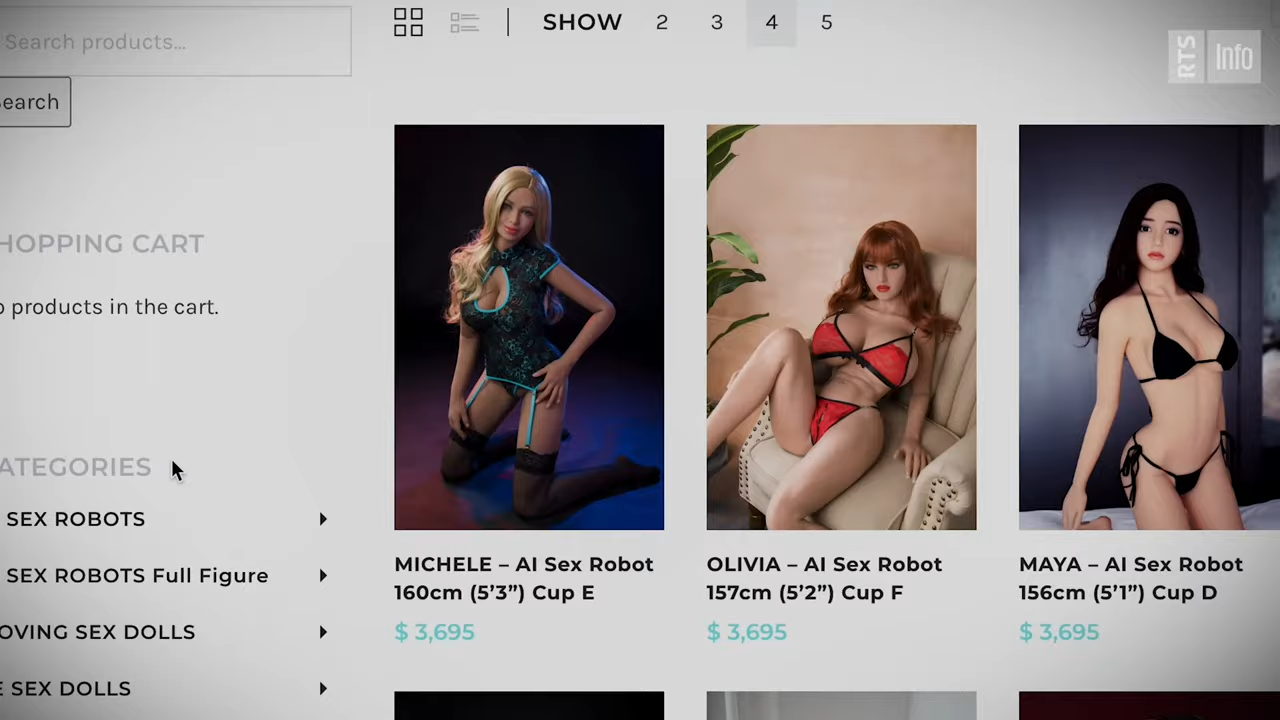 Search products...
SHOW 2 3 4 5
RTS Info
Search
HOPPING CART
products in the cart.
ATEGORIES
SEX ROBOTS
SEX ROBOTS Full Figure
OVING SEX DOLLS
E SEX DOLLS
MICHELE – AI Sex Robot
160cm (5’3”) Cup E
$ 3,695
OLIVIA – AI Sex Robot
157cm (5’2”) Cup F
$ 3,695
MAYA – AI Sex Robot
156cm (5’1”) Cup D
$ 3,695